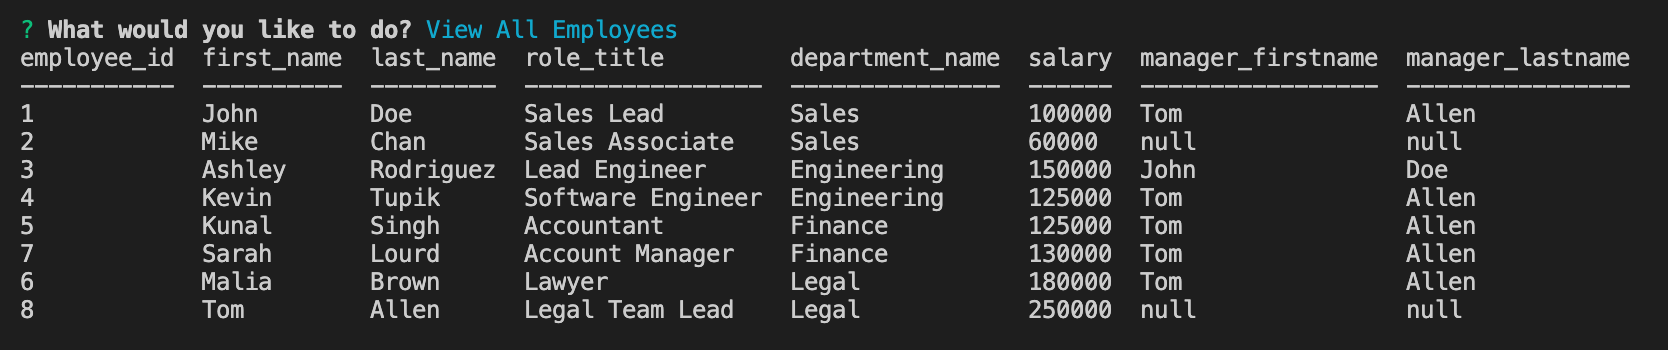 ? What would you like to do? View All Employees
employee_id  first_name  last_name  role_title         department_name  salary  manager_firstname  manager_lastname
-----------  ----------  ---------  -----------------  ---------------  ------  -----------------  ----------------
1            John        Doe        Sales Lead         Sales            100000  Tom                Allen
2            Mike        Chan       Sales Associate    Sales            60000   null               null
3            Ashley      Rodriguez  Lead Engineer      Engineering      150000  John               Doe
4            Kevin       Tupik      Software Engineer  Engineering      125000  Tom                Allen
5            Kunal       Singh      Accountant         Finance          125000  Tom                Allen
7            Sarah       Lourd      Account Manager    Finance          130000  Tom                Allen
6            Malia       Brown      Lawyer             Legal            180000  Tom                Allen
8            Tom         Allen      Legal Team Lead    Legal            250000  null               null